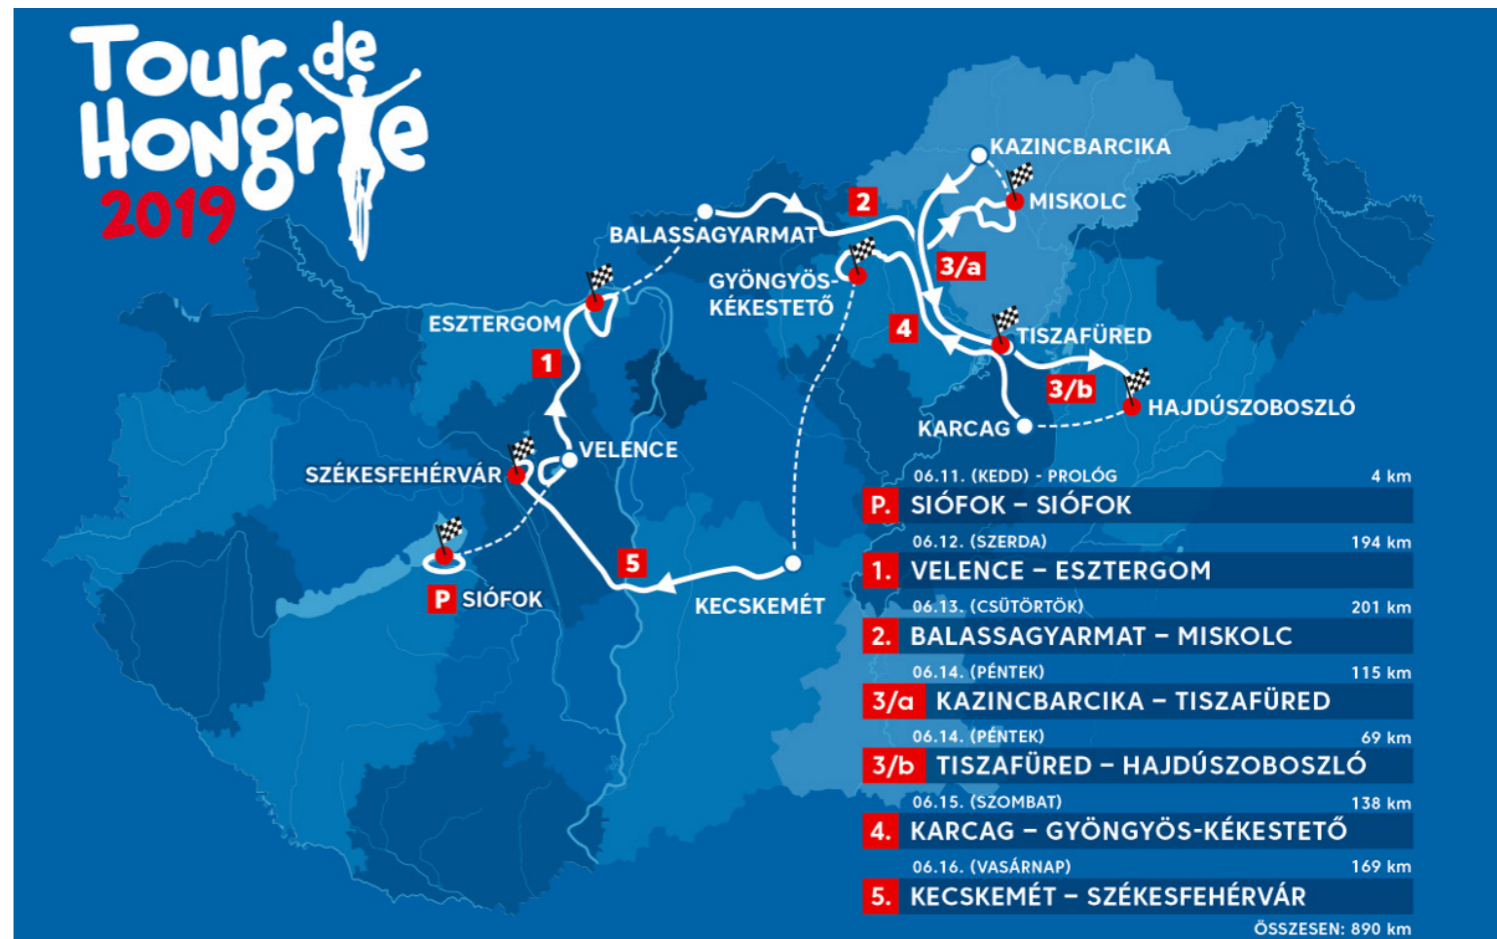 Tour de
Hongrie
2019
KAZINCBARCIKA
MISKOLC
2
BALASSAGYARMAT
3/a
GYÖNGYÖS-
KÉKESTETŐ
ESZTERGOM
4
TISZAFÜRED
1
3/b
HAJDÚSZOBOSZLÓ
KARCAG
VELENCE
SZÉKESFEHÉRVÁR
5
P SIÓFOK
KECSKEMÉT
06.11. (KEDD) - PROLÓG 4 km
P. SIÓFOK – SIÓFOK
06.12. (SZERDA) 194 km
1. VELENCE – ESZTERGOM
06.13. (CSÜTÖRTÖK) 201 km
2. BALASSAGYARMAT – MISKOLC
06.14. (PÉNTEK) 115 km
3/a KAZINCBARCIKA – TISZAFÜRED
06.14. (PÉNTEK) 69 km
3/b TISZAFÜRED – HAJDÚSZOBOSZLÓ
06.15. (SZOMBAT) 138 km
4. KARCAG – GYÖNGYÖS-KÉKESTETŐ
06.16. (VASÁRNAP) 169 km
5. KECSKEMÉT – SZÉKESFEHÉRVÁR
ÖSSZESEN: 890 km